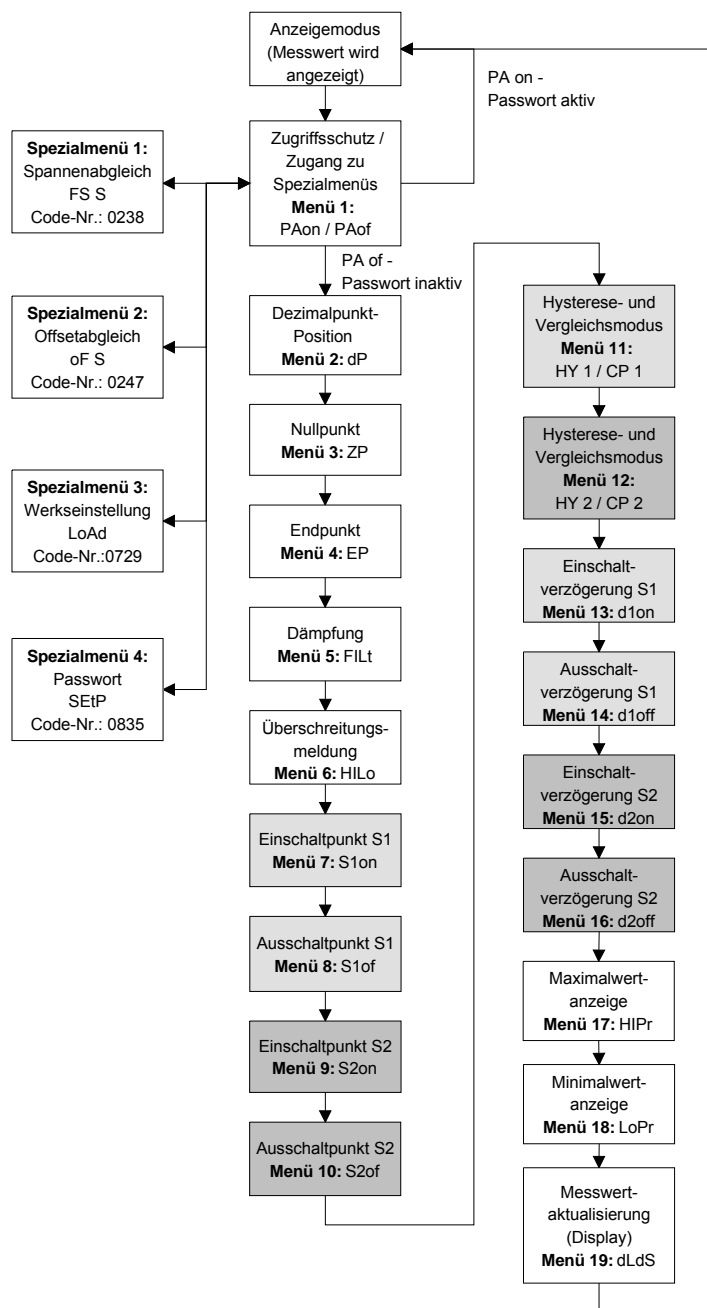 Anzeigemodus
(Messwert wird
angezeigt)
PA on -
Passwort aktiv
Zugriffsschutz /
Zugang zu
Spezialmenüs
Menü 1:
PAon / PAof
PA of -
Passwort inaktiv
Spezialmenü 1:
Spannenabgleich
FS S
Code-Nr.: 0238
Spezialmenü 2:
Offsetabgleich
oF S
Code-Nr.: 0247
Spezialmenü 3:
Werkseinstellung
LoAd
Code-Nr.:0729
Spezialmenü 4:
Passwort
SEtP
Code-Nr.: 0835
Dezimalpunkt-
Position
Menü 2: dP
Nullpunkt
Menü 3: ZP
Endpunkt
Menü 4: EP
Dämpfung
Menü 5: FILt
Überschreitungs-
meldung
Menü 6: HILo
Einschaltpunkt S1
Menü 7: S1on
Ausschaltpunkt S1
Menü 8: S1of
Einschaltpunkt S2
Menü 9: S2on
Ausschaltpunkt S2
Menü 10: S2of
Hysterese- und
Vergleichsmodus
Menü 11:
HY 1 / CP 1
Hysterese- und
Vergleichsmodus
Menü 12:
HY 2 / CP 2
Einschalt-
verzögerung S1
Menü 13: d1on
Ausschalt-
verzögerung S1
Menü 14: d1off
Einschalt-
verzögerung S2
Menü 15: d2on
Ausschalt-
verzögerung S2
Menü 16: d2off
Maximalwert-
anzeige
Menü 17: HIPr
Minimalwert-
anzeige
Menü 18: LoPr
Messwert-
aktualisierung
(Display)
Menü 19: dLdS